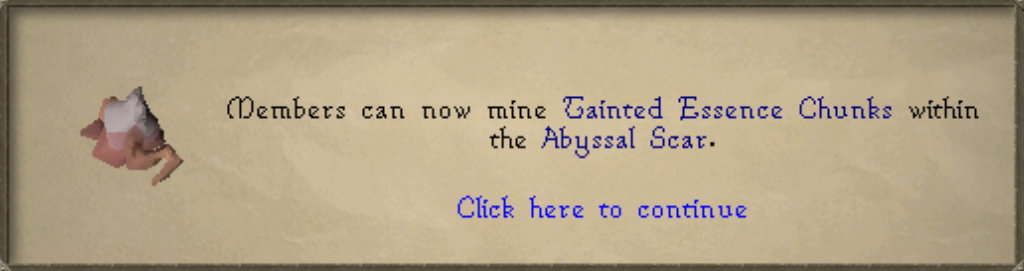 Members can now mine Tainted Essence Chunks within
the Abyssal Scar.
Click here to continue